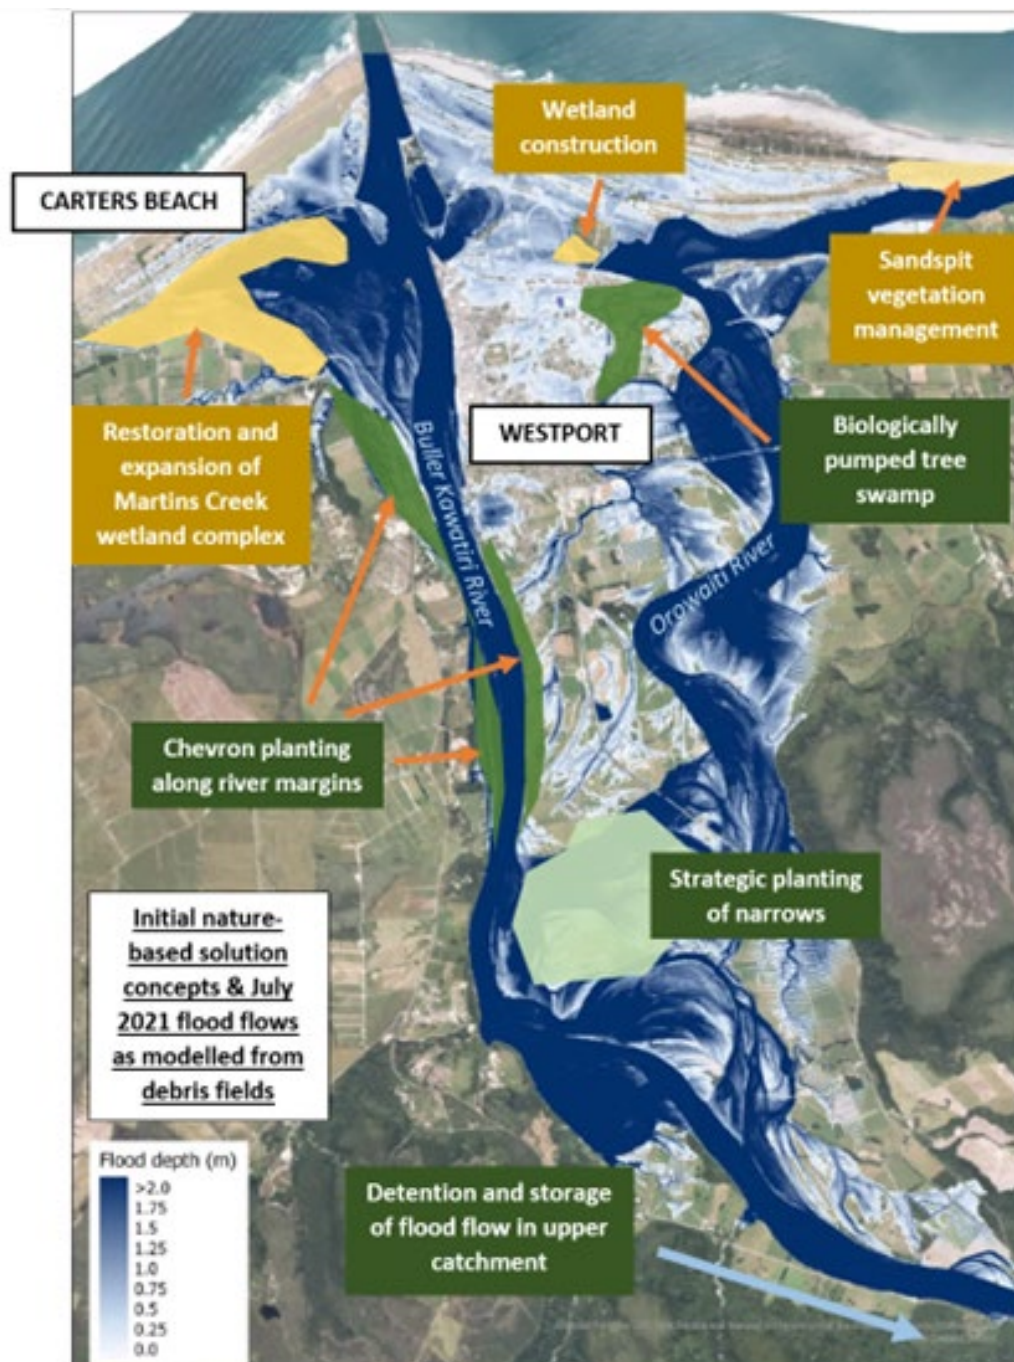 Wetland
construction
CARTERS BEACH
Sandspit
vegetation
management
Restoration and
expansion of
Martins Creek
wetland complex
WESTPORT
Biologically
pumped tree
swamp
Buller Kawatiri River
Orowaiti River
Chevron planting
along river margins
Strategic planting
of narrows
Initial nature-
based solution
concepts & July
2021 flood flows
as modelled from
debris fields
Flood depth (m)
>2.0
1.75
1.5
1.25
1.0
0.75
0.5
0.25
0.0
Detention and storage
of flood flow in upper
catchment